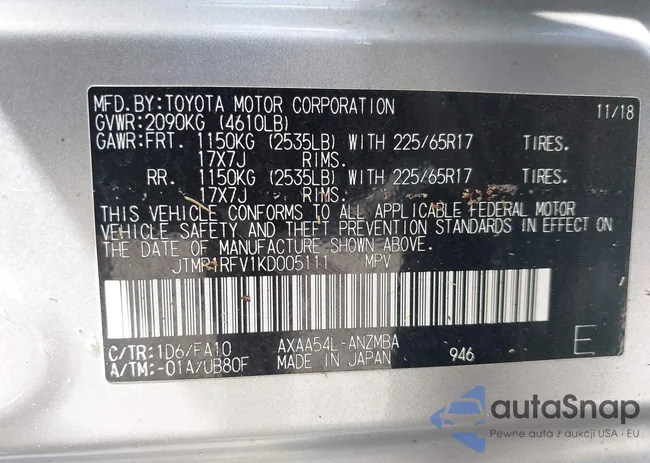 MFD.BY:TOYOTA MOTOR CORPORATION 11/18
GVWR:2090KG (4610LB)
GAWR:FRT. 1150KG (2535LB) WITH 225/65R17 TIRES.
17X7J RIMS.
RR. 1150KG (2535LB) WITH 225/65R17 TIRES.
17X7J RIMS.
THIS VEHICLE CONFORMS TO ALL APPLICABLE FEDERAL MOTOR
VEHICLE SAFETY AND THEFT PREVENTION STANDARDS IN EFFECT ON
THE DATE OF MANUFACTURE SHOWN ABOVE.
JTMR1RFV1KD005111 MPV
C/TR:1D6/FA10 AXAA54L-ANZMBA
A/TM:-01A/UB80F MADE IN JAPAN 946 E
autaSnap
Pewne auta z aukcji USA i EU